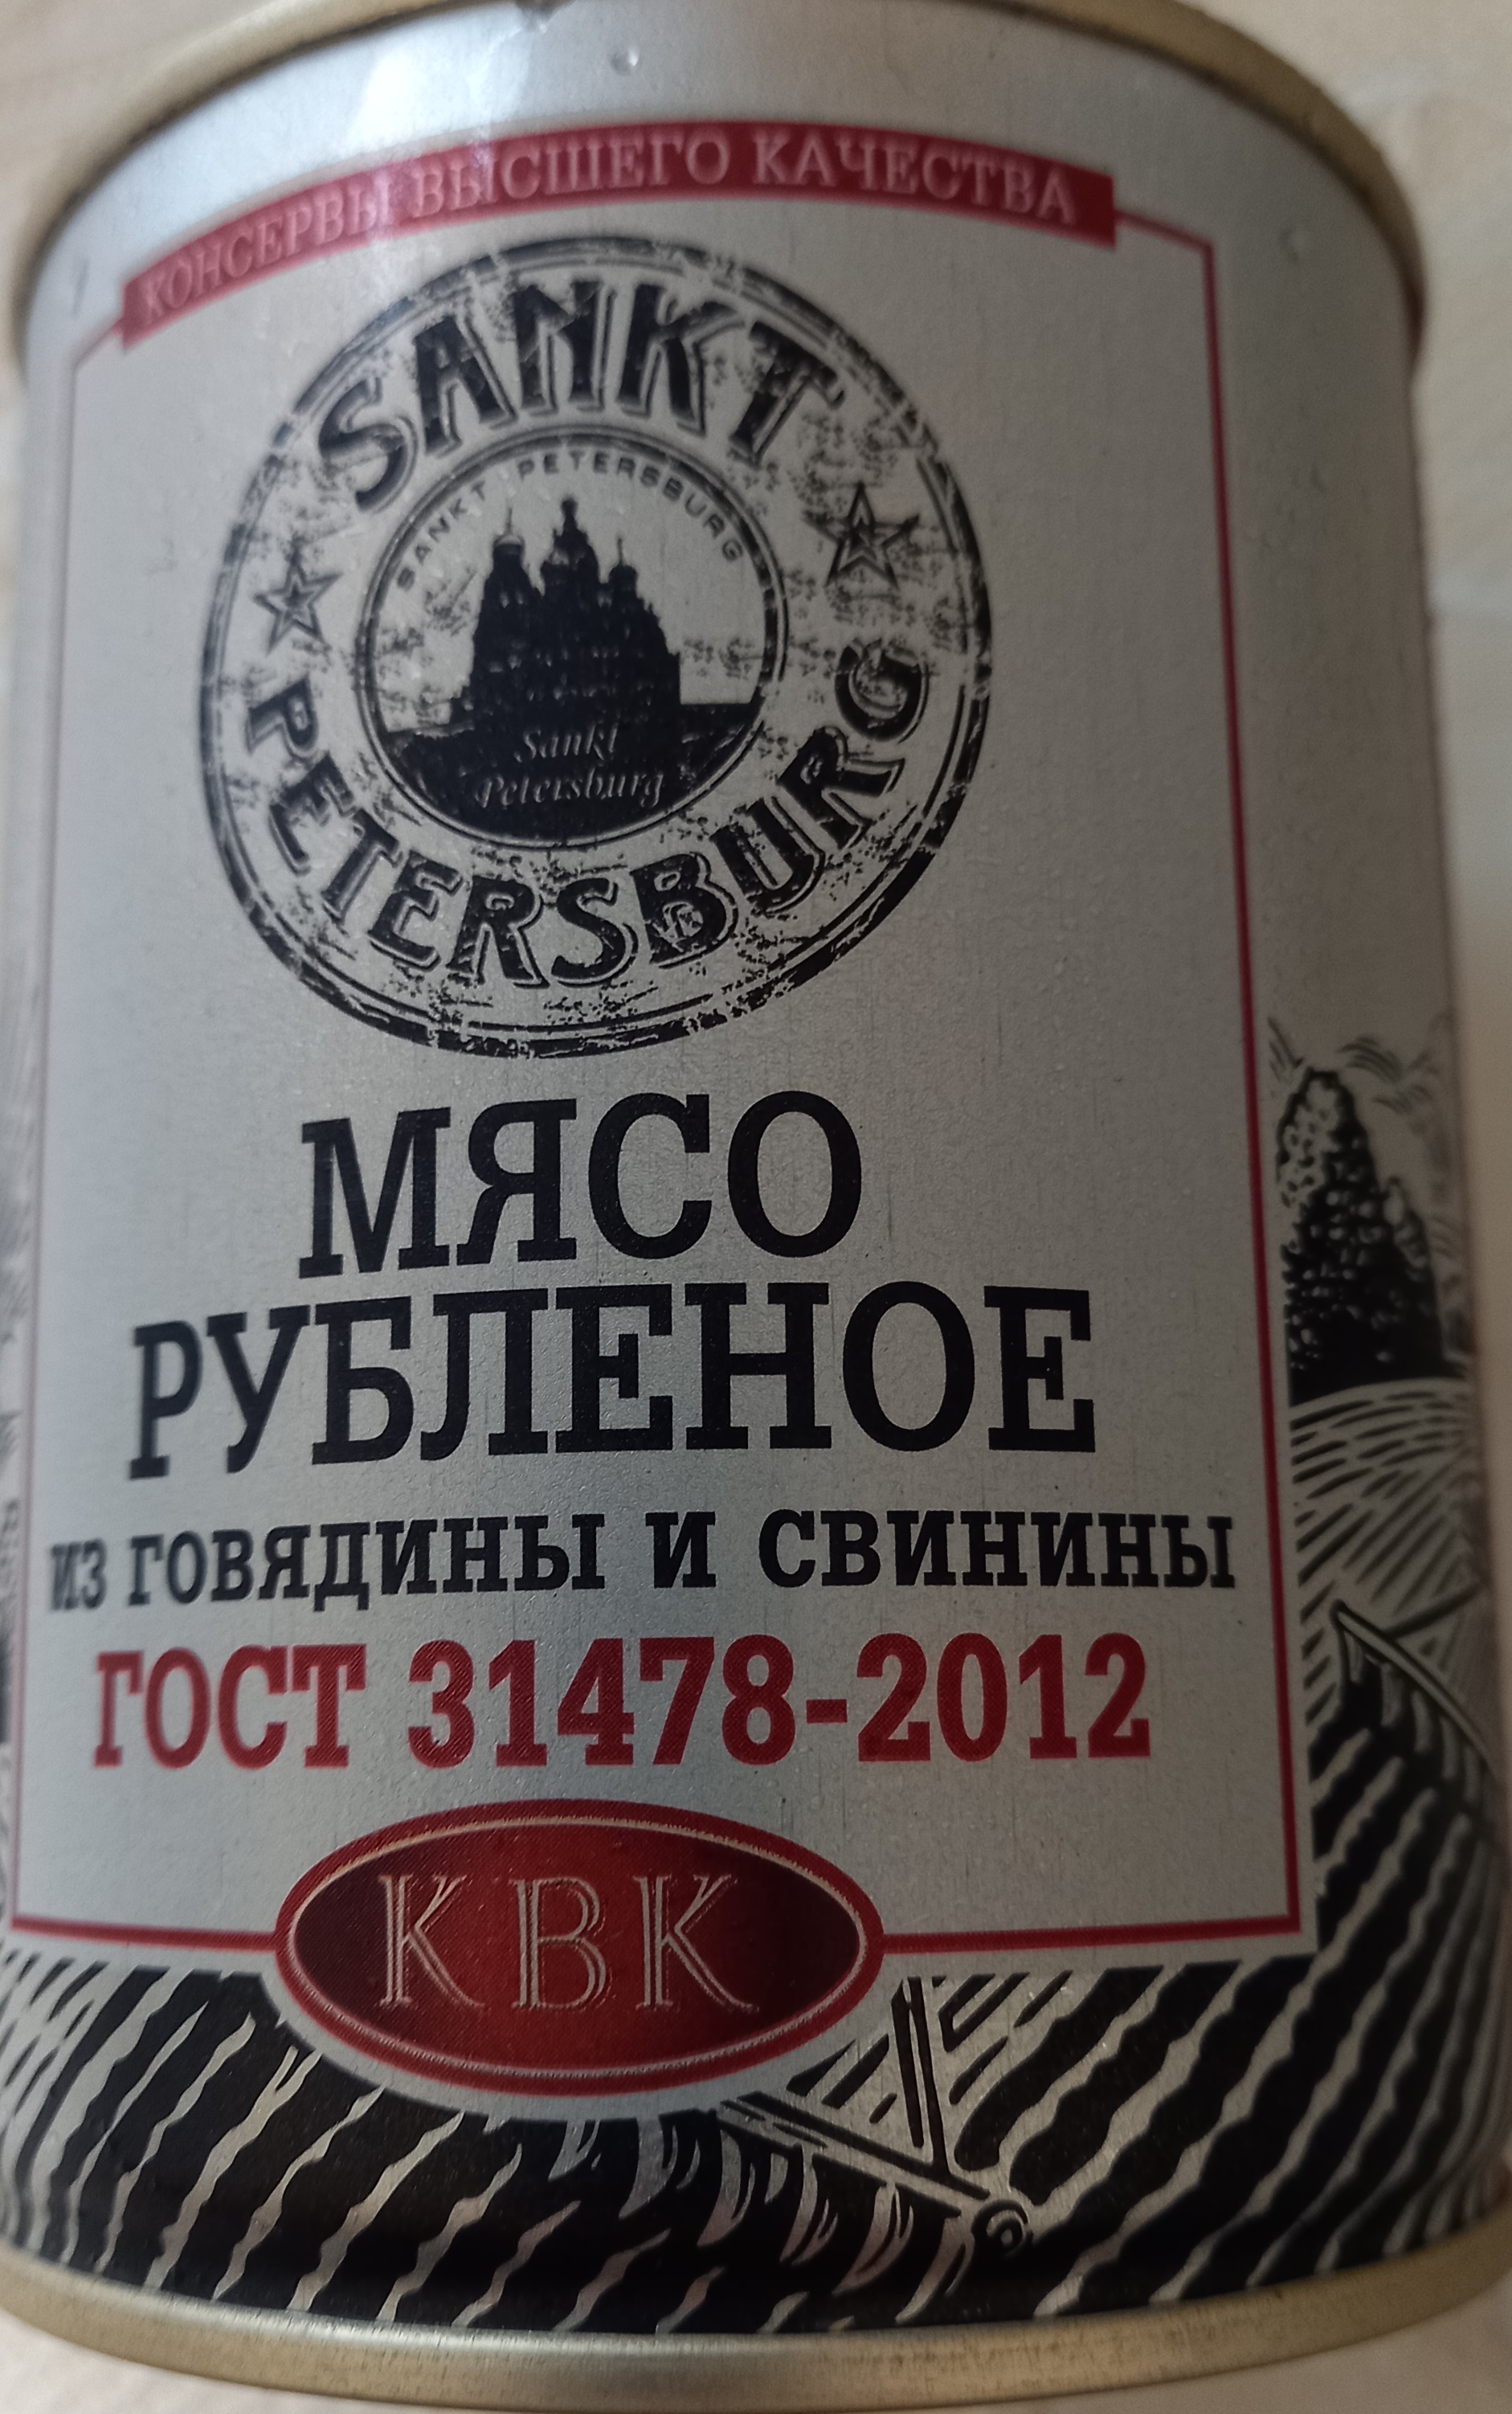 КОНСЕРВЫ ВЫСШЕГО КАЧЕСТВА
SANKT
SANKT PETERSBURG
Sankt
Petersburg
PETERSBURG
МЯСО
РУБЛЕНОЕ
ИЗ ГОВЯДИНЫ И СВИНИНЫ
ГОСТ 31478-2012
КВК